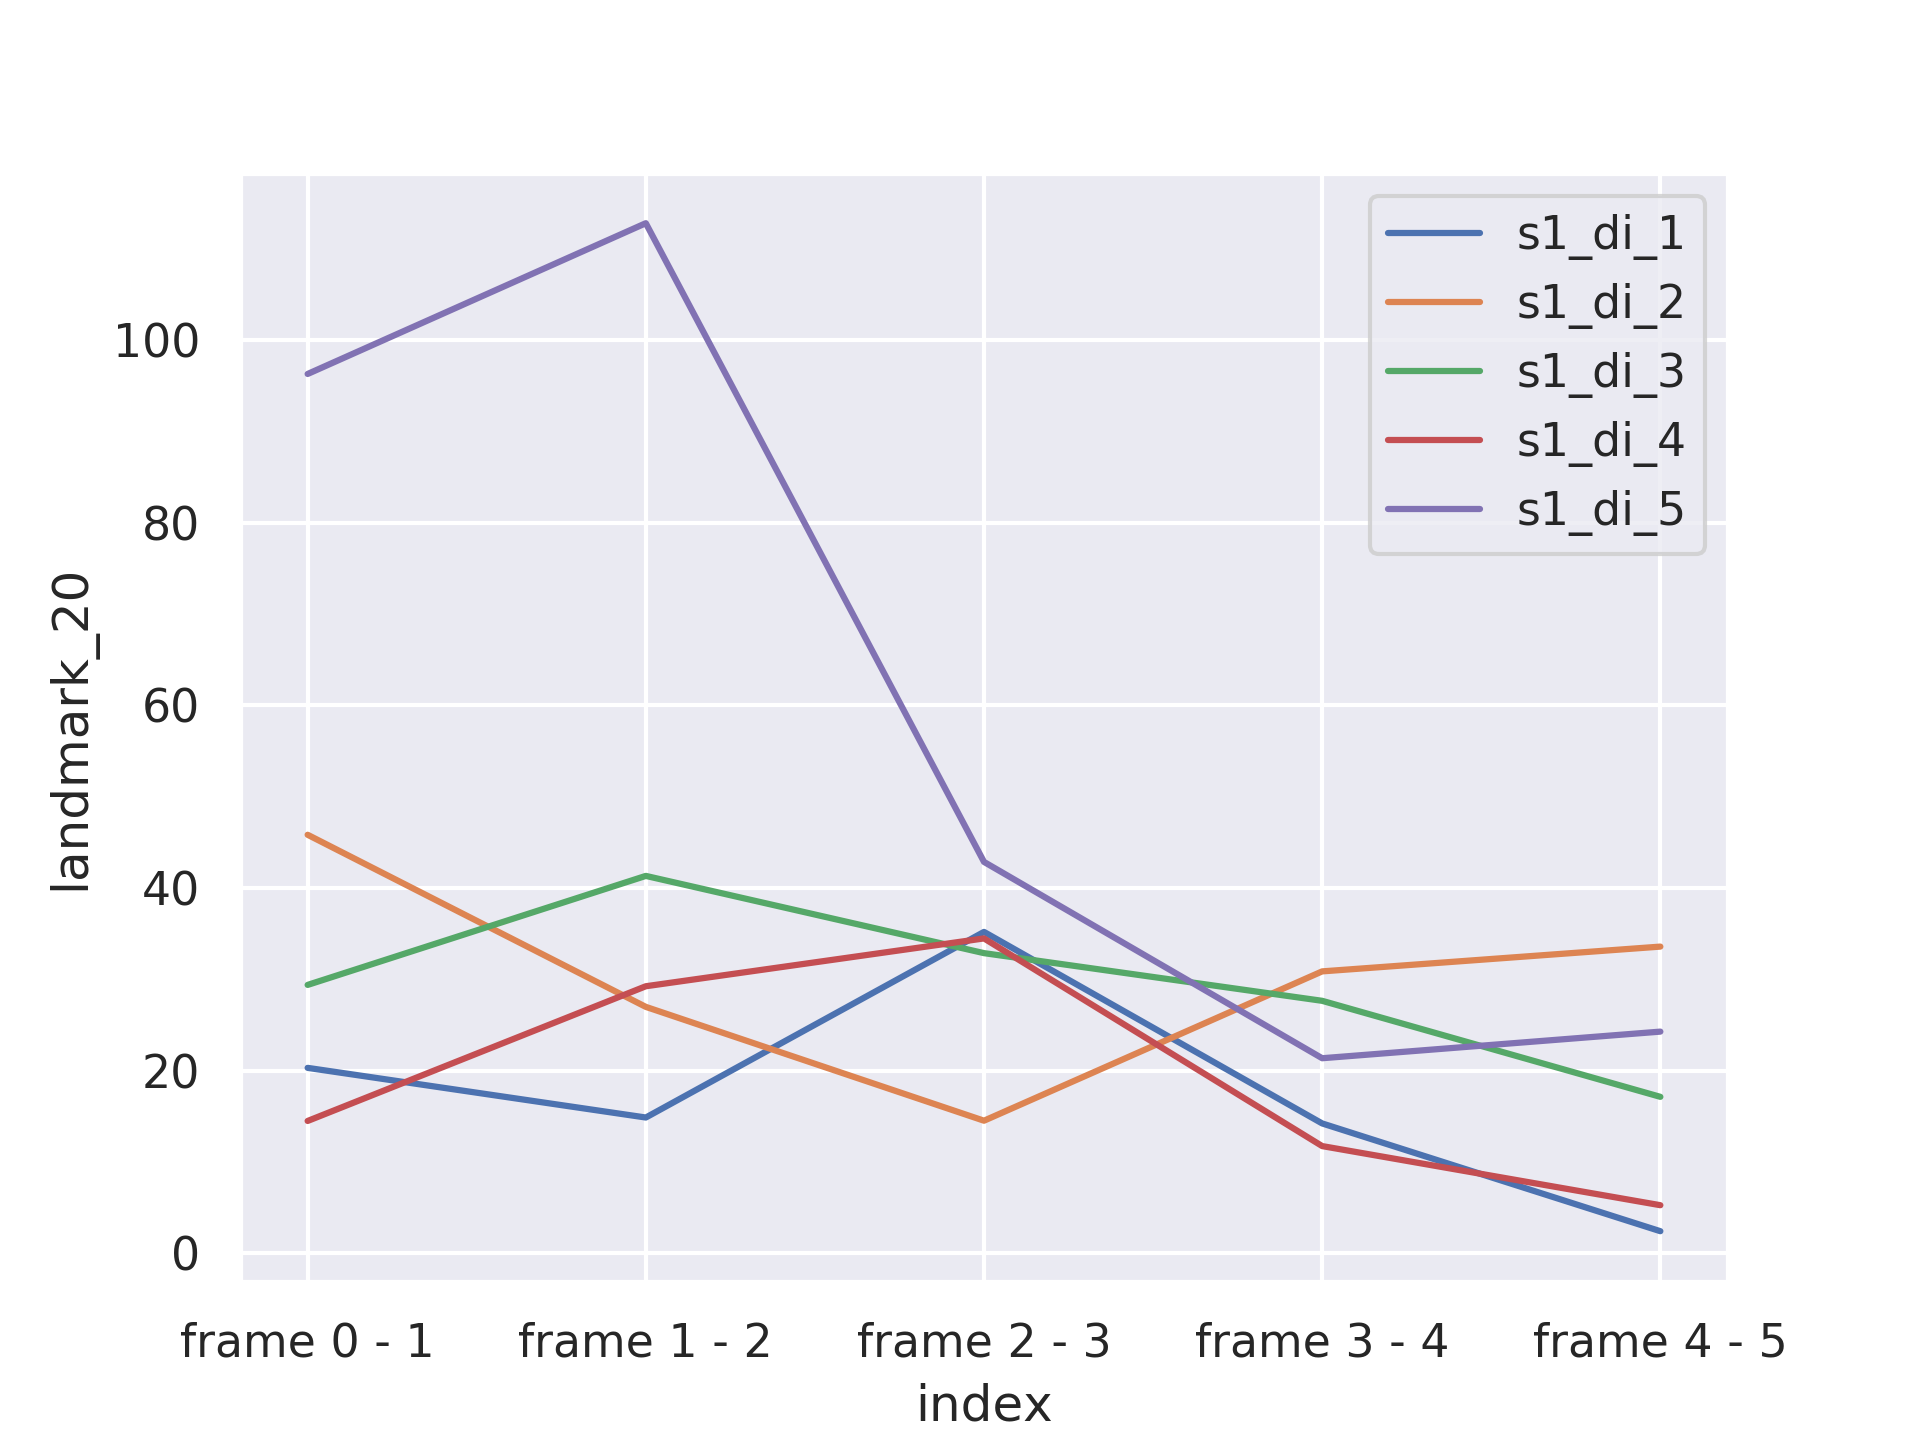 s1_di_1
s1_di_2
s1_di_3
s1_di_4
s1_di_5
100
80
60
40
20
0
landmark_20
frame 0 - 1
frame 1 - 2
frame 2 - 3
frame 3 - 4
frame 4 - 5
index